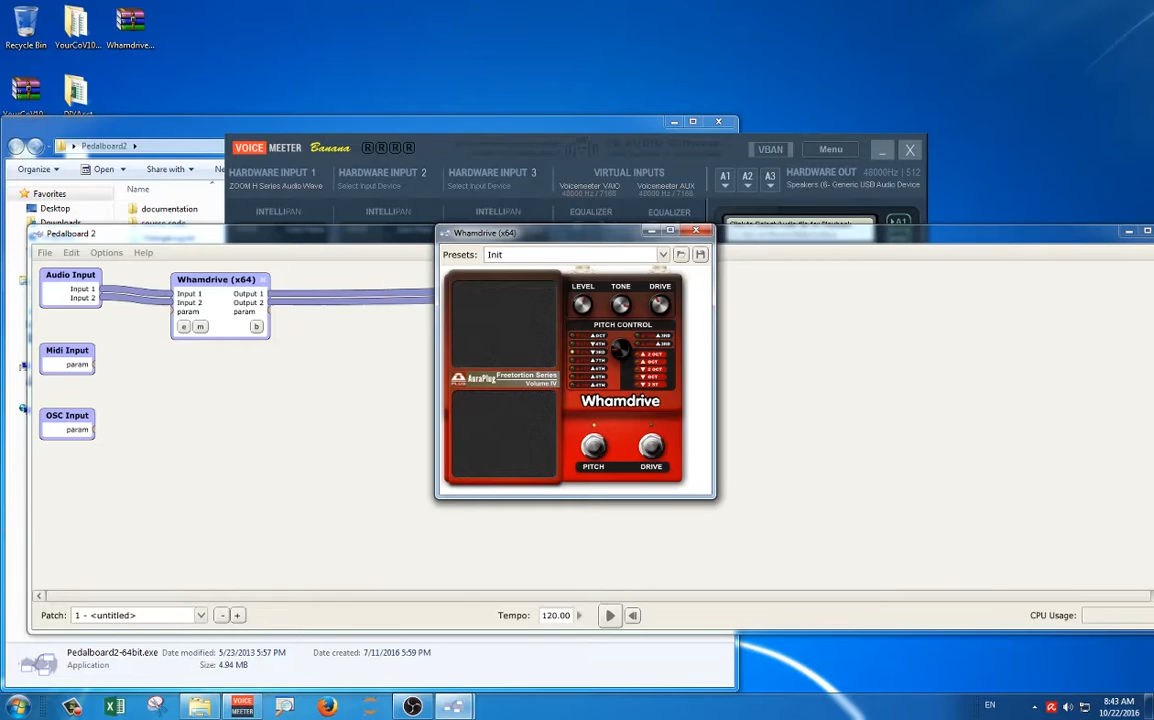 Recycle Bin
YourCoV10...
Whamdrive...
Pedalboard2
Organize
Open
Share with
Favorites
Name
Desktop
documentation
VOICE MEETER Banana R R R R
VBAN
Menu
X
HARDWARE INPUT 1
HARDWARE INPUT 2
HARDWARE INPUT 3
VIRTUAL INPUTS
HARDWARE OUT 48000Hz | 512
ZOOM H Series Audio Wave
Select Input Device
Select Input Device
Voicemeeter VAIO
Voicemeeter AUX
A1
A2
A3
Speakers (6- Generic USB Audio Device
INTELLIPAN
INTELLIPAN
INTELLIPAN
EQUALIZER
EQUALIZER
Pedalboard 2
File
Edit
Options
Help
Audio Input
Input 1
Input 2
Whamdrive (x64)
Input 1
Output 1
Input 2
Output 2
param
param
e
m
b
Midi Input
param
OSC Input
param
Whamdrive (x64)
Presets:
Init
LEVEL
TONE
DRIVE
PITCH CONTROL
AuraPlug
Freetortion Series
Volume IV
Whamdrive
PITCH
DRIVE
Patch:
1 - <untitled>
-
+
Tempo:
120.00
CPU Usage:
Pedalboard2-64bit.exe
Date modified: 5/23/2013 5:57 PM
Date created: 7/11/2016 5:59 PM
Application
Size: 4.94 MB
EN
8:43 AM
10/22/2016